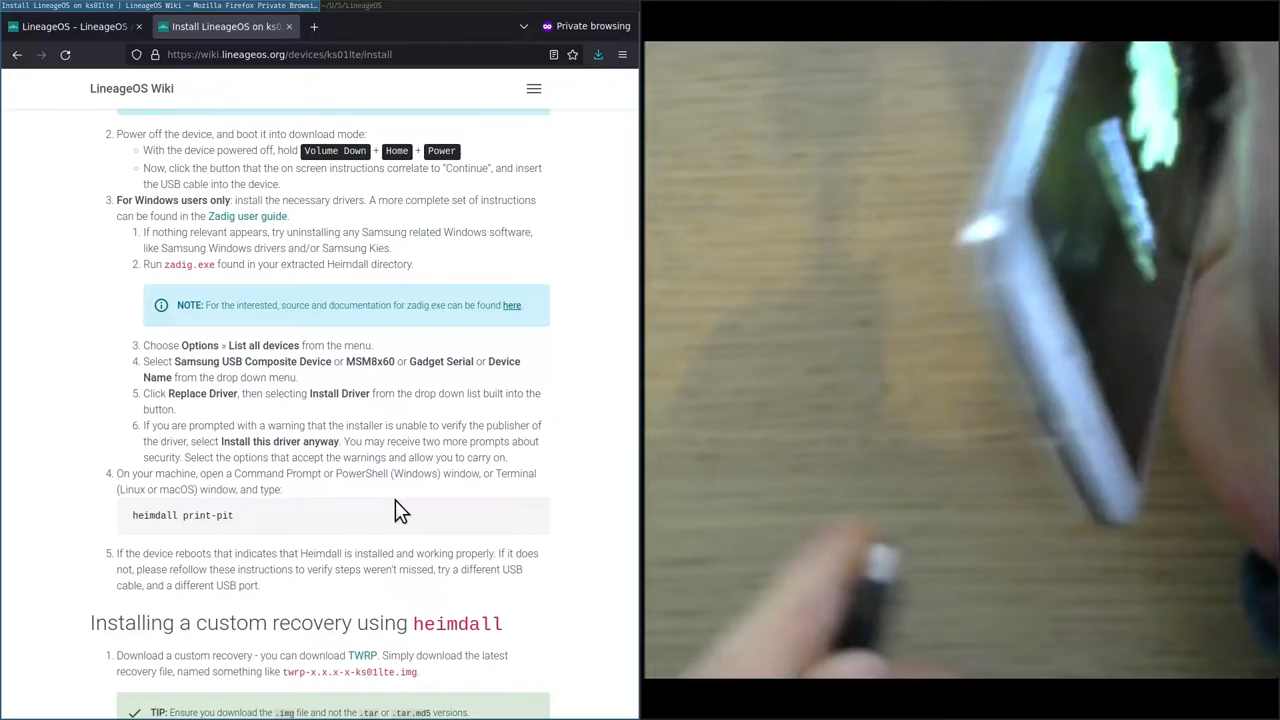 Install LineageOS on ks01lte | LineageOS Wiki — Mozilla Firefox Private Browsi…
~/U/S/LineageOS
LineageOS – LineageOS
Install LineageOS on ks0
Private browsing
https://wiki.lineageos.org/devices/ks01lte/install
LineageOS Wiki
2. Power off the device, and boot it into download mode:
With the device powered off, hold Volume Down + Home + Power
Now, click the button that the on screen instructions correlate to “Continue”, and insert
the USB cable into the device.
3. For Windows users only: install the necessary drivers. A more complete set of instructions
can be found in the Zadig user guide.
1. If nothing relevant appears, try uninstalling any Samsung related Windows software,
like Samsung Windows drivers and/or Samsung Kies.
2. Run zadig.exe found in your extracted Heimdall directory.
NOTE: For the interested, source and documentation for zadig.exe can be found here.
3. Choose Options » List all devices from the menu.
4. Select Samsung USB Composite Device or MSM8x60 or Gadget Serial or Device
Name from the drop down menu.
5. Click Replace Driver, then selecting Install Driver from the drop down list built into the
button.
6. If you are prompted with a warning that the installer is unable to verify the publisher of
the driver, select Install this driver anyway. You may receive two more prompts about
security. Select the options that accept the warnings and allow you to carry on.
4. On your machine, open a Command Prompt or PowerShell (Windows) window, or Terminal
(Linux or macOS) window, and type:
heimdall print-pit
5. If the device reboots that indicates that Heimdall is installed and working properly. If it does
not, please refollow these instructions to verify steps weren’t missed, try a different USB
cable, and a different USB port.
Installing a custom recovery using heimdall
1. Download a custom recovery - you can download TWRP. Simply download the latest
recovery file, named something like twrp-x.x.x-x-ks01lte.img.
TIP: Ensure you download the .img file and not the .tar or .tar.md5 versions.